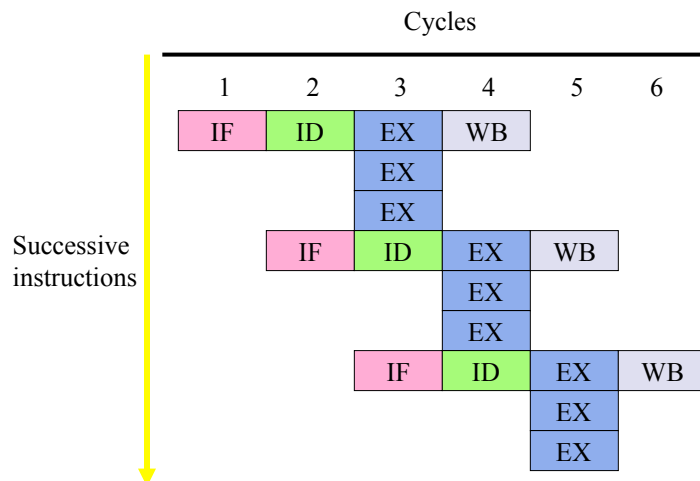 Cycles
1 2 3 4 5 6
IF ID EX WB
EX
EX
IF ID EX WB
Successive
instructions
EX
EX
IF ID EX WB
EX
EX